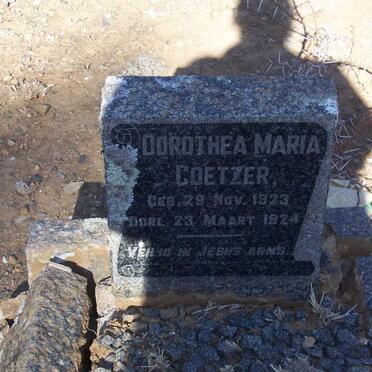 DOROTHEA MARIA
COETZER
GEB. 29 NOV. 1923
OORL. 23 MAART 1924
VEILIG IN JESUS ARMS.